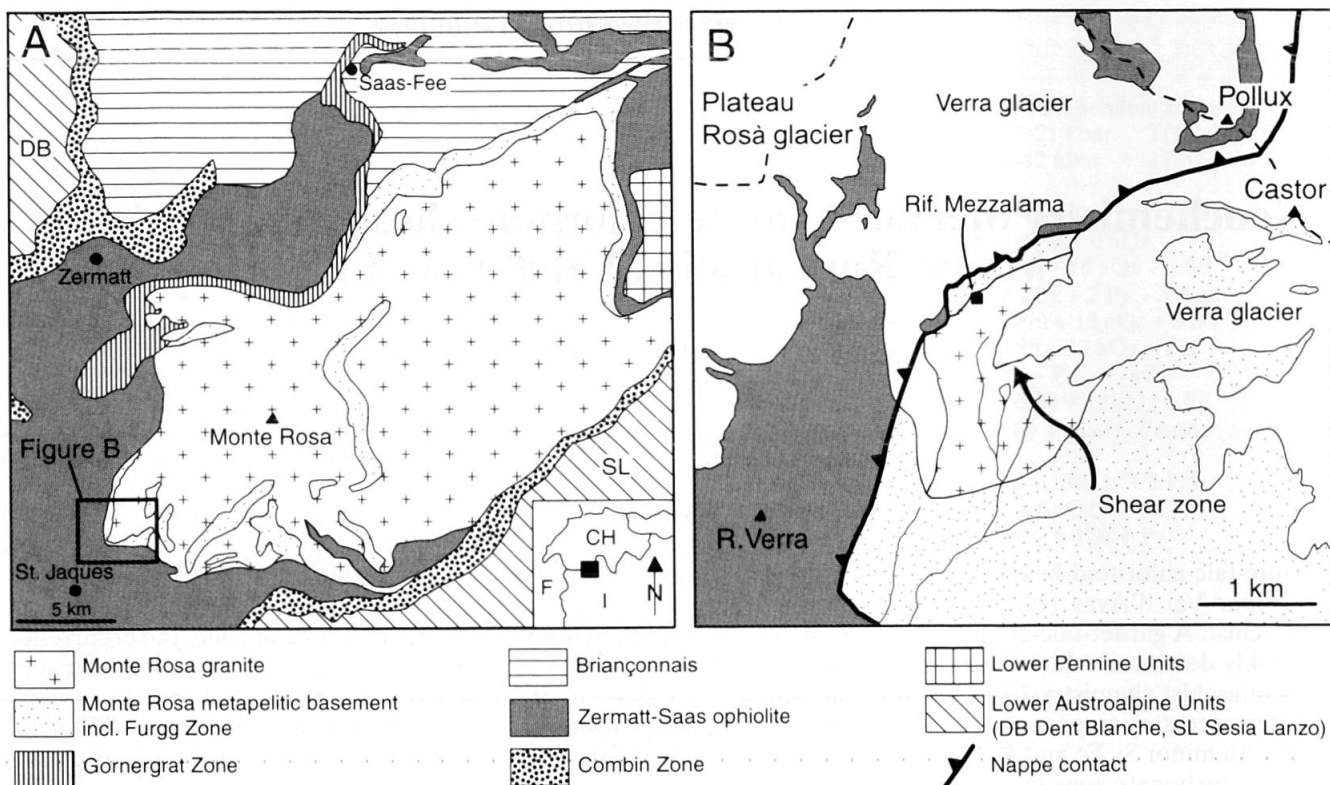 A
Saas-Fee
DB
Zermatt
Monte Rosa
Figure B
SL
St. Jaques
5 km
CH
F
I
N
B
Plateau
Rosà glacier
Verra glacier
Pollux
Castor
Rif. Mezzalama
Verra glacier
Shear zone
R.Verra
1 km
Monte Rosa granite
Monte Rosa metapelitic basement
incl. Furgg Zone
Gornergrat Zone
Briançonnais
Zermatt-Saas ophiolite
Combin Zone
Lower Pennine Units
Lower Austroalpine Units
(DB Dent Blanche, SL Sesia Lanzo)
Nappe contact